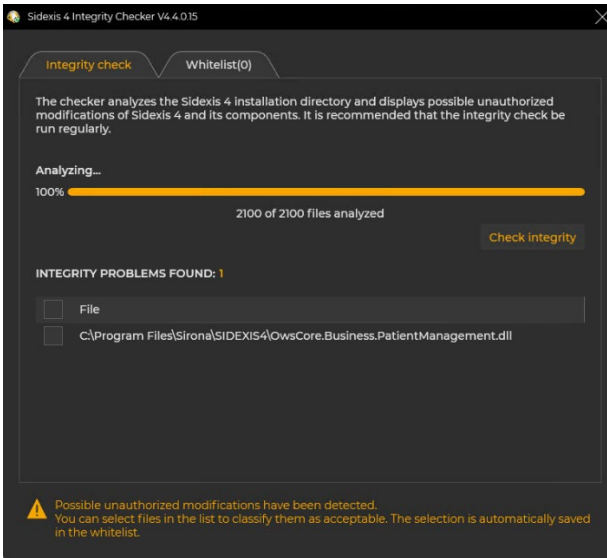 Sidexis 4 Integrity Checker V4.4.0.15
Integrity check
Whitelist(0)
The checker analyzes the Sidexis 4 installation directory and displays possible unauthorized
modifications of Sidexis 4 and its components. It is recommended that the integrity check be
run regularly.
Analyzing...
100%
2100 of 2100 files analyzed
Check integrity
INTEGRITY PROBLEMS FOUND: 1
File
C:\Program Files\Sirona\SIDEXIS4\OwsCore.Business.PatientManagement.dll
Possible unauthorized modifications have been detected.
You can select files in the list to classify them as acceptable. The selection is automatically saved
in the whitelist.